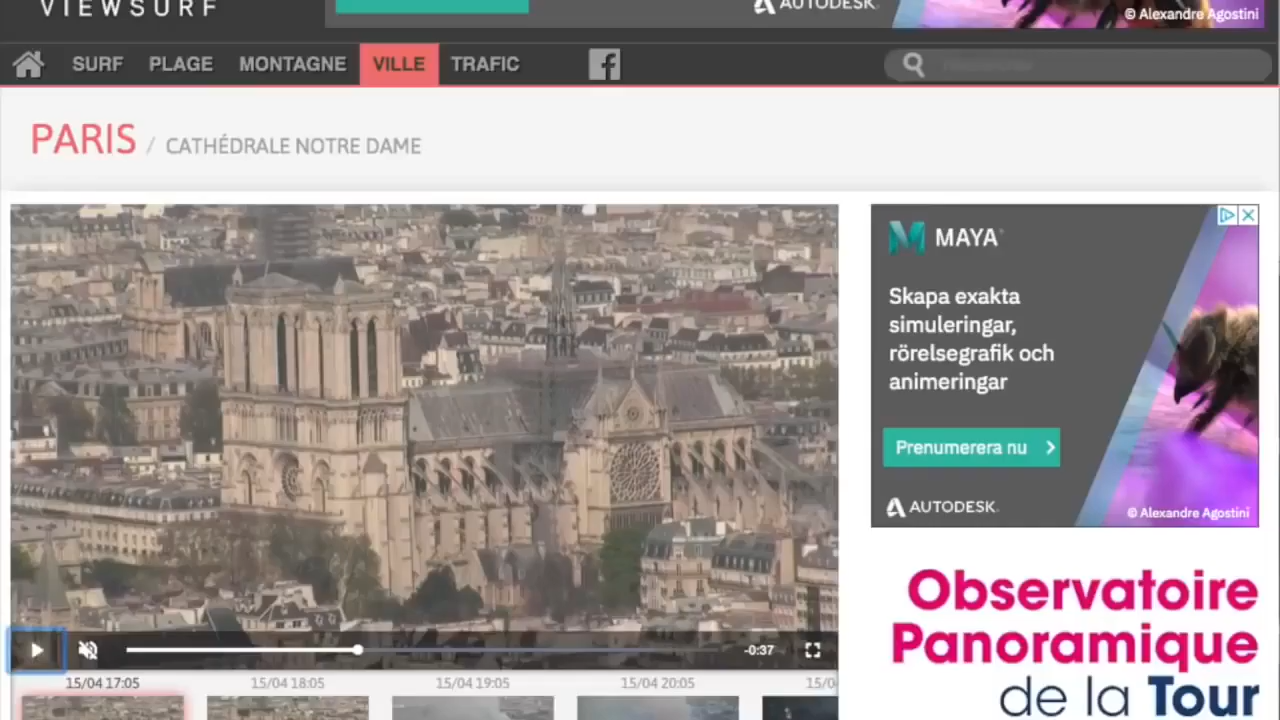 VIEWSURF
AUTODESK
© Alexandre Agostini
SURF PLAGE MONTAGNE VILLE TRAFIC
PARIS / CATHÉDRALE NOTRE DAME
MAYA
Skapa exakta
simuleringar,
rörelsegrafik och
animeringar
Prenumerera nu
AUTODESK
© Alexandre Agostini
-0:37
15/04 17:05 15/04 18:05 15/04 19:05 15/04 20:05 15/0
Observatoire
Panoramique
de la Tour